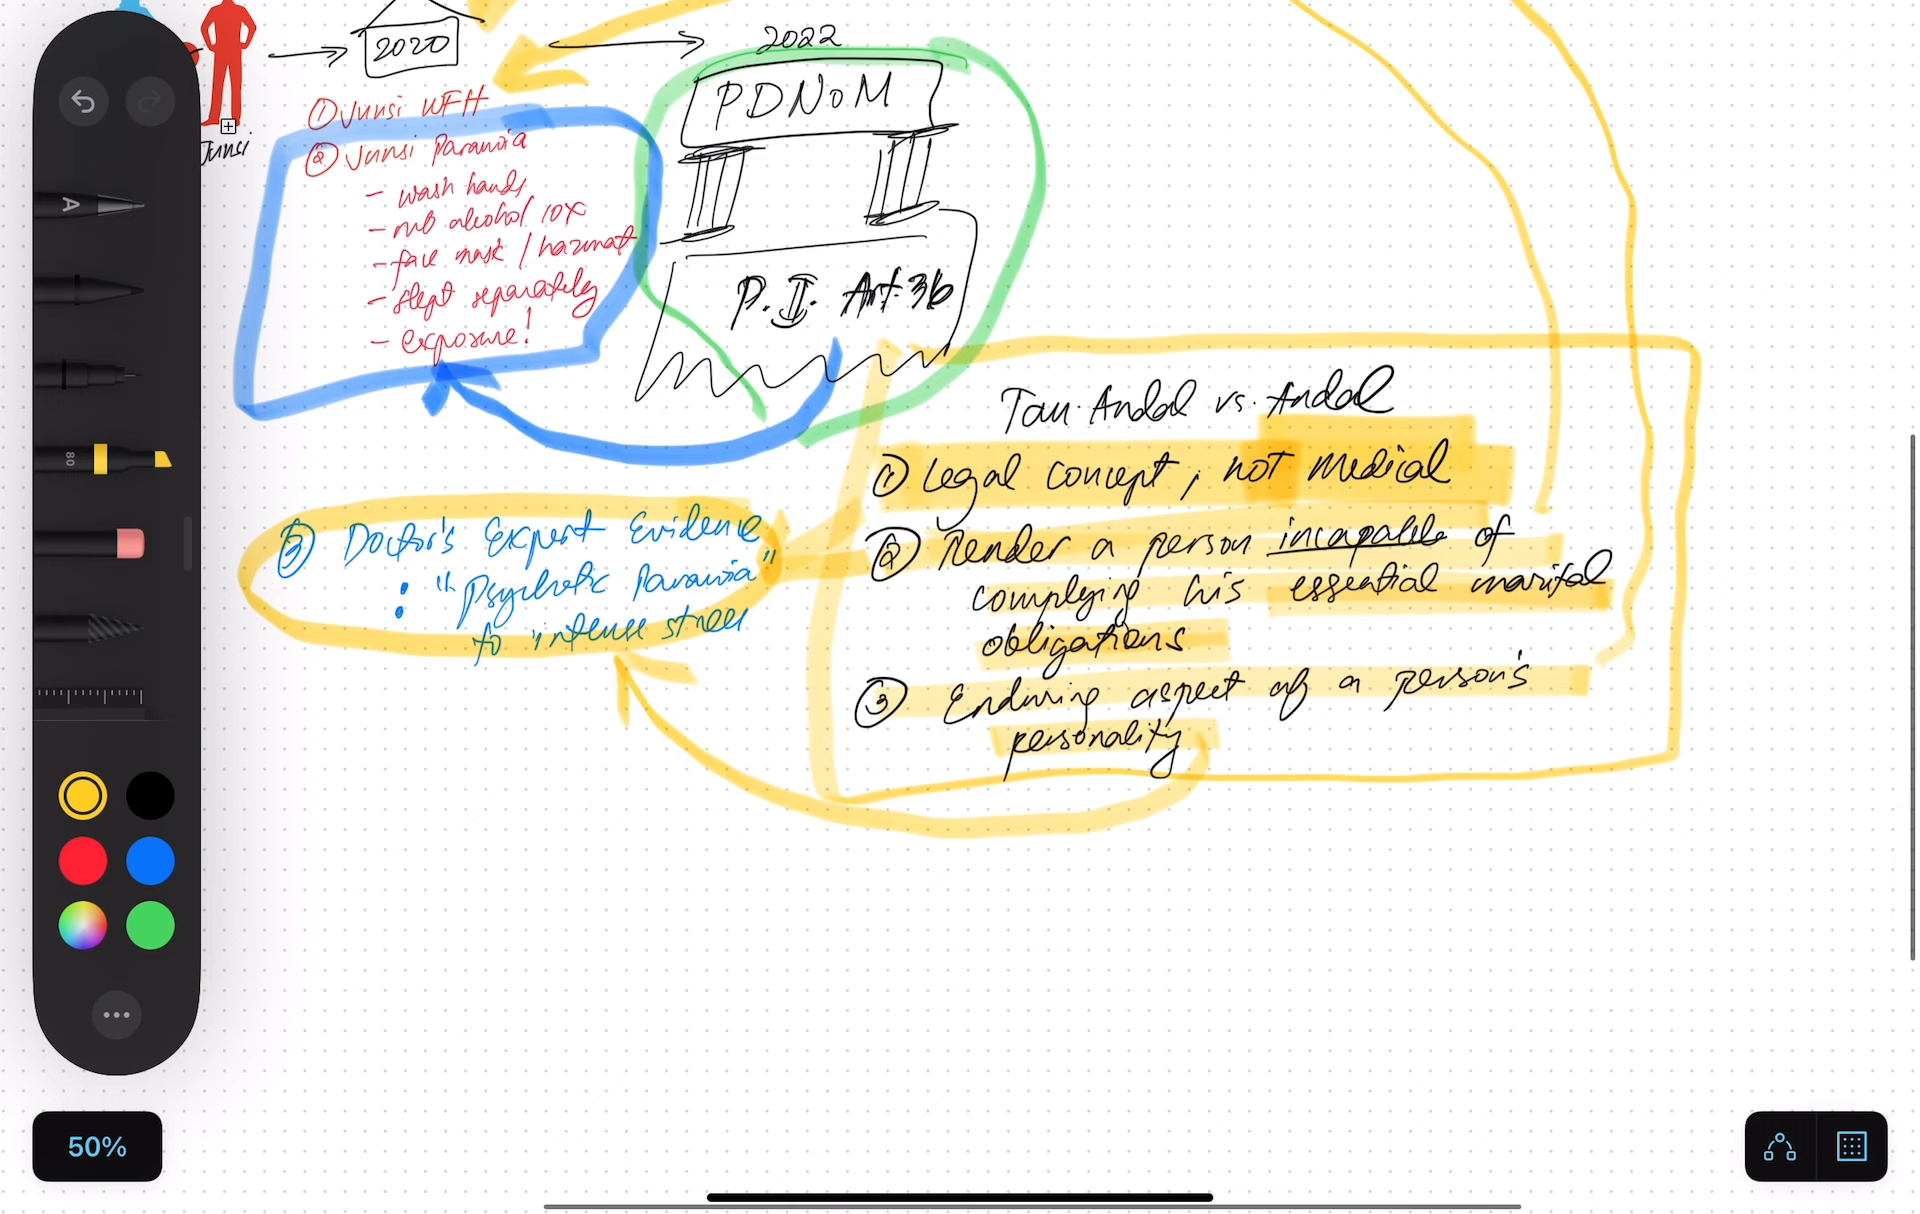 2020
2022
Junsi
① Junsi WFH
② Junsi Paranoia
- wash hands
- rub alcohol 10X
- face mask / hazmat
- slept separately
- exposure!
PDNoM
P.I. Art. 36
③ Doctor's Expert Evidence
: "Psychotic Paranoia"
to intense stress
Tan-Andal vs. Andal
① Legal concept, not Medical
② Render a person incapable of
complying his essential marital
obligations
③ Enduring aspect of a person's
personality
A
80
50%